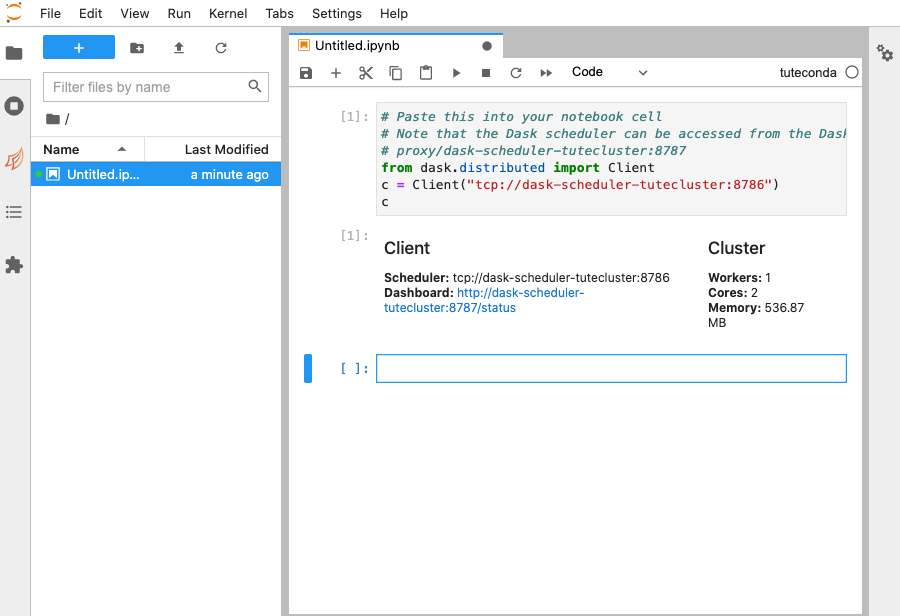 File Edit View Run Kernel Tabs Settings Help
Untitled.ipynb
Filter files by name
/
Name Last Modified
Untitled.ip... a minute ago
Code
tuteconda
[1]:
# Paste this into your notebook cell
# Note that the Dask scheduler can be accessed from the Dask
# proxy/dask-scheduler-tutecluster:8787
from dask.distributed import Client
c = Client("tcp://dask-scheduler-tutecluster:8786")
c
[1]:
Client
Scheduler: tcp://dask-scheduler-tutecluster:8786
Dashboard: http://dask-scheduler-
tutecluster:8787/status
Cluster
Workers: 1
Cores: 2
Memory: 536.87
MB
[ ]: